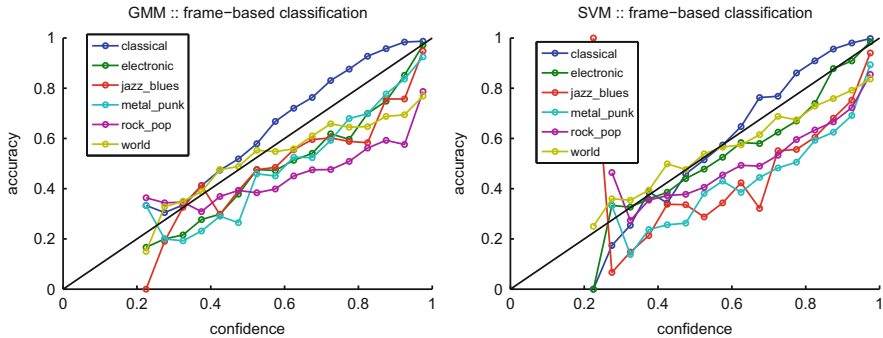 GMM :: frame−based classification
1
0.8
0.6
0.4
0.2
0
accuracy
classical
electronic
jazz_blues
metal_punk
rock_pop
world
0
0.2
0.4
0.6
0.8
1
confidence
SVM :: frame−based classification
1
0.8
0.6
0.4
0.2
0
accuracy
classical
electronic
jazz_blues
metal_punk
rock_pop
world
0
0.2
0.4
0.6
0.8
1
confidence